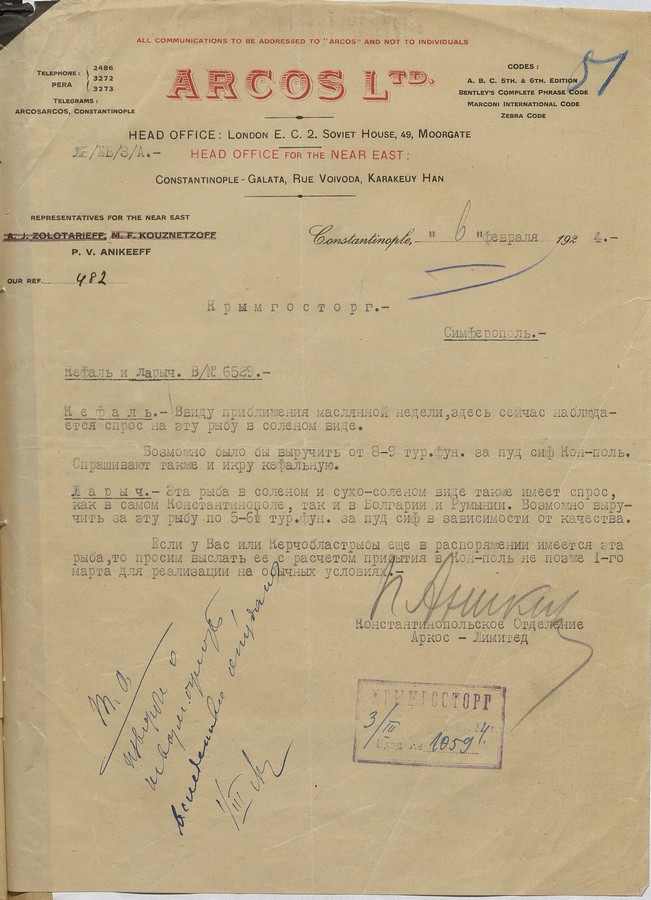 ALL COMMUNICATIONS TO BE ADDRESSED TO "ARCOS" AND NOT TO INDIVIDUALS
TELEPHONE: PERA 2486 3272 3273
TELEGRAMS:
ARCOSARCOS, CONSTANTINOPLE
ARCOS LTD.
CODES:
A. B. C. 5TH. & 6TH. EDITION
BENTLEY'S COMPLETE PHRASE CODE
MARCONI INTERNATIONAL CODE
ZEBRA CODE
51
HEAD OFFICE: LONDON E. C. 2. SOVIET HOUSE, 49, MOORGATE
/3/А.-
HEAD OFFICE FOR THE NEAR EAST:
CONSTANTINOPLE - GALATA, RUE VOIVODA, KARAKEUY HAN
REPRESENTATIVES FOR THE NEAR EAST
A. J. ZOLOTARIEFF, M. F. KOUZNETZOFF
P. V. ANIKEEFF
Constantinople, - " 6 " февраля 1924.-
OUR REF. 482
Крымгосторг.-
Симферополь.-
Кефаль и Ларыч. В/№ 6529.-
Кефаль.- Ввиду приближения маслянной недели,здесь сейчас наблюда-
ется спрос на эту рыбу в соленом виде.
Возможно было бы выручить от 8-9 тур.фун. за пуд сиф Кон-поль.
Спрашивают также и икру кефальную.
Ларыч.- Эта рыба в соленом и сухо-соленом виде также имеет спрос,
как в самом Константинополе, так и в Болгарии и Румынии. Возможно выру-
чить за эту рыбу по 5-6½ тур.фун. за пуд сиф в зависимости от качества.
Если у Вас или Керчобластрыбы еще в распоряжении имеется эта
рыба,то просим выслать ее с расчетом прибытия в Кон-поль не позже 1-го
марта для реализации на обычных условиях.-
Константинопольское Отделение
Аркос - Лимитед
КРЫМГОСТОРГ
3/III 24.
Вход № 1059